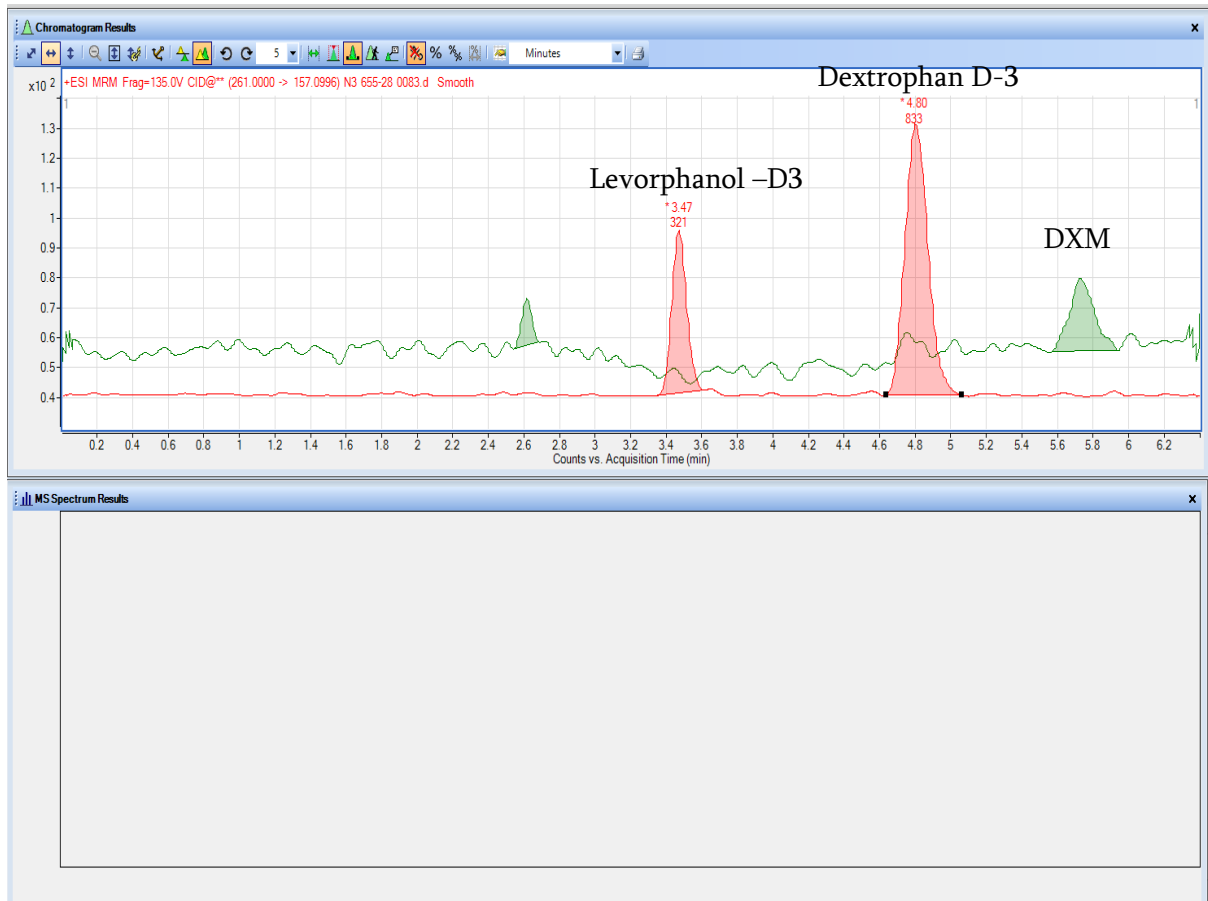 Chromatogram Results x
5 Minutes
x10 2 +ESI MRM Frag=135.0V CID@** (261.0000 -> 157.0996) N3 655-28 0083.d Smooth
1 1
Dextrophan D-3
* 4.80
833
Levorphanol –D3
* 3.47
321
DXM
1.3
1.2
1.1
1
0.9
0.8
0.7
0.6
0.5
0.4
0.2 0.4 0.6 0.8 1 1.2 1.4 1.6 1.8 2 2.2 2.4 2.6 2.8 3 3.2 3.4 3.6 3.8 4 4.2 4.4 4.6 4.8 5 5.2 5.4 5.6 5.8 6 6.2
Counts vs. Acquisition Time (min)
MS Spectrum Results x